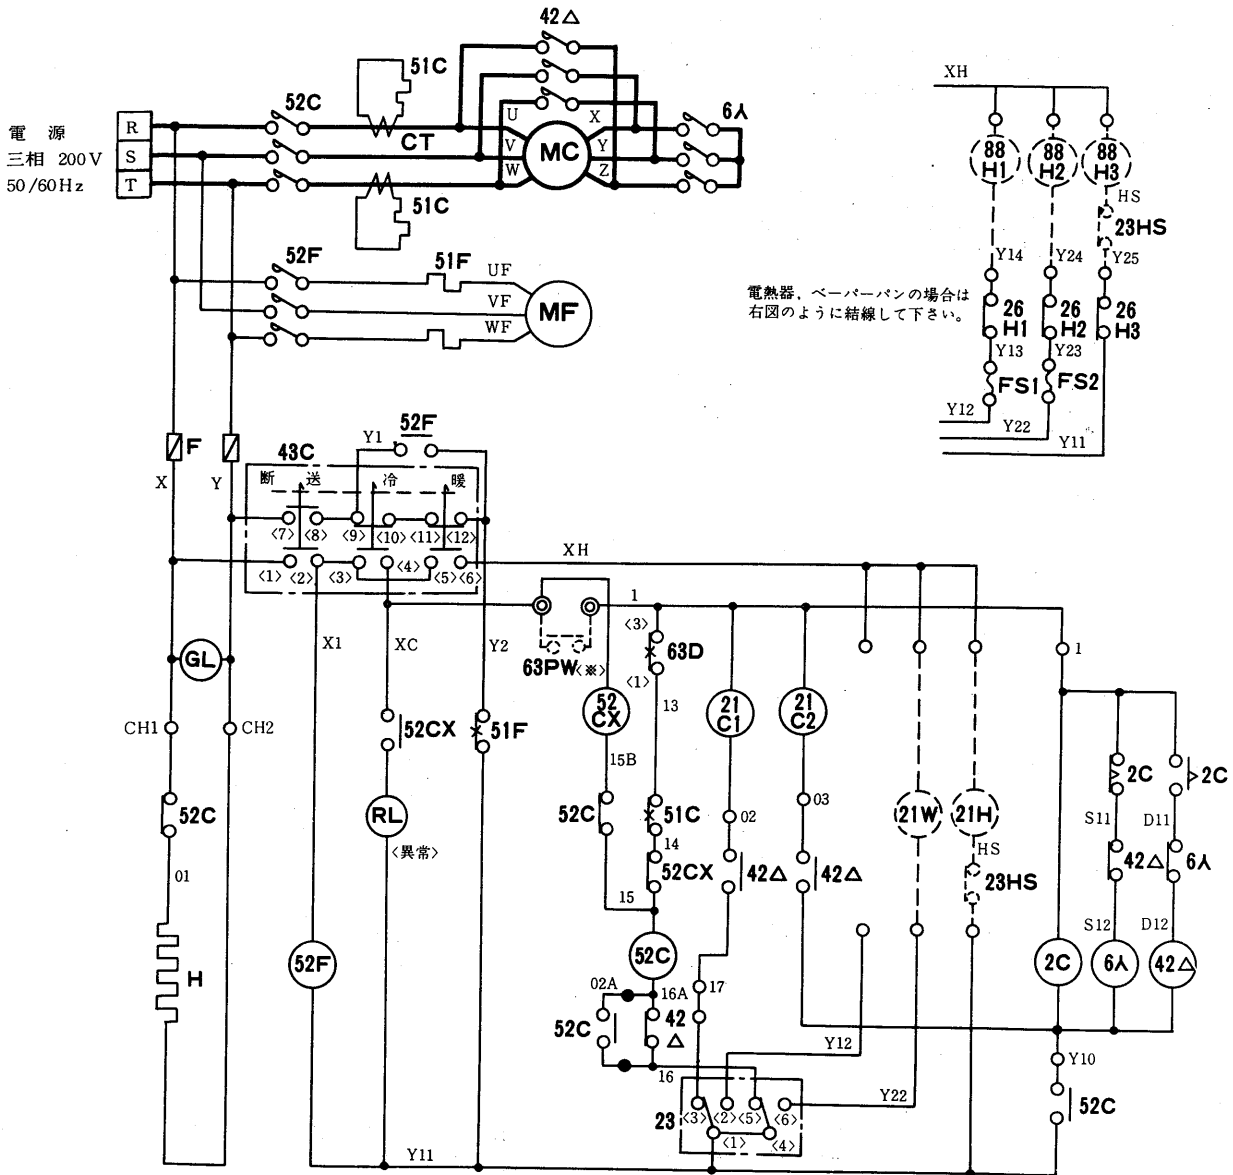 42△
51C
52C
6人
XH
電 源
三相 200V
50/60Hz
R
S
T
CT
U
V
W
MC
X
Y
Z
51C
88
H1
88
H2
88
H3
HS
23HS
52F
51F
UF
VF
WF
MF
Y14
Y24
Y25
電熱器,ベーパーパンの場合は
右図のように結線して下さい。
26
H1
26
H2
26
H3
Y13
Y23
FS1
FS2
Y12
Y22
Y11
F
43C
Y1
52F
X
Y
断
送
冷
暖
<7>
<8>
<9>
<10>
<11>
<12>
<1>
<2>
<3>
<4>
<5>
<6>
XH
X1
XC
Y2
63PW<※>
1
<3>
63D
<1>
1
GL
52
CX
13
21
C1
21
C2
CH1
CH2
52CX
51F
15B
2C
2C
52C
RL
<異常>
52C
51C
02
03
21W
21H
S11
D11
14
HS
42△
6人
01
52CX
42△
42△
23HS
15
S12
D12
H
52F
52C
2C
6人
42△
02A
16A
17
52C
42
△
Y12
Y10
16
52C
23
<3>
<2>
<5>
<6>
Y22
<1>
<4>
Y11